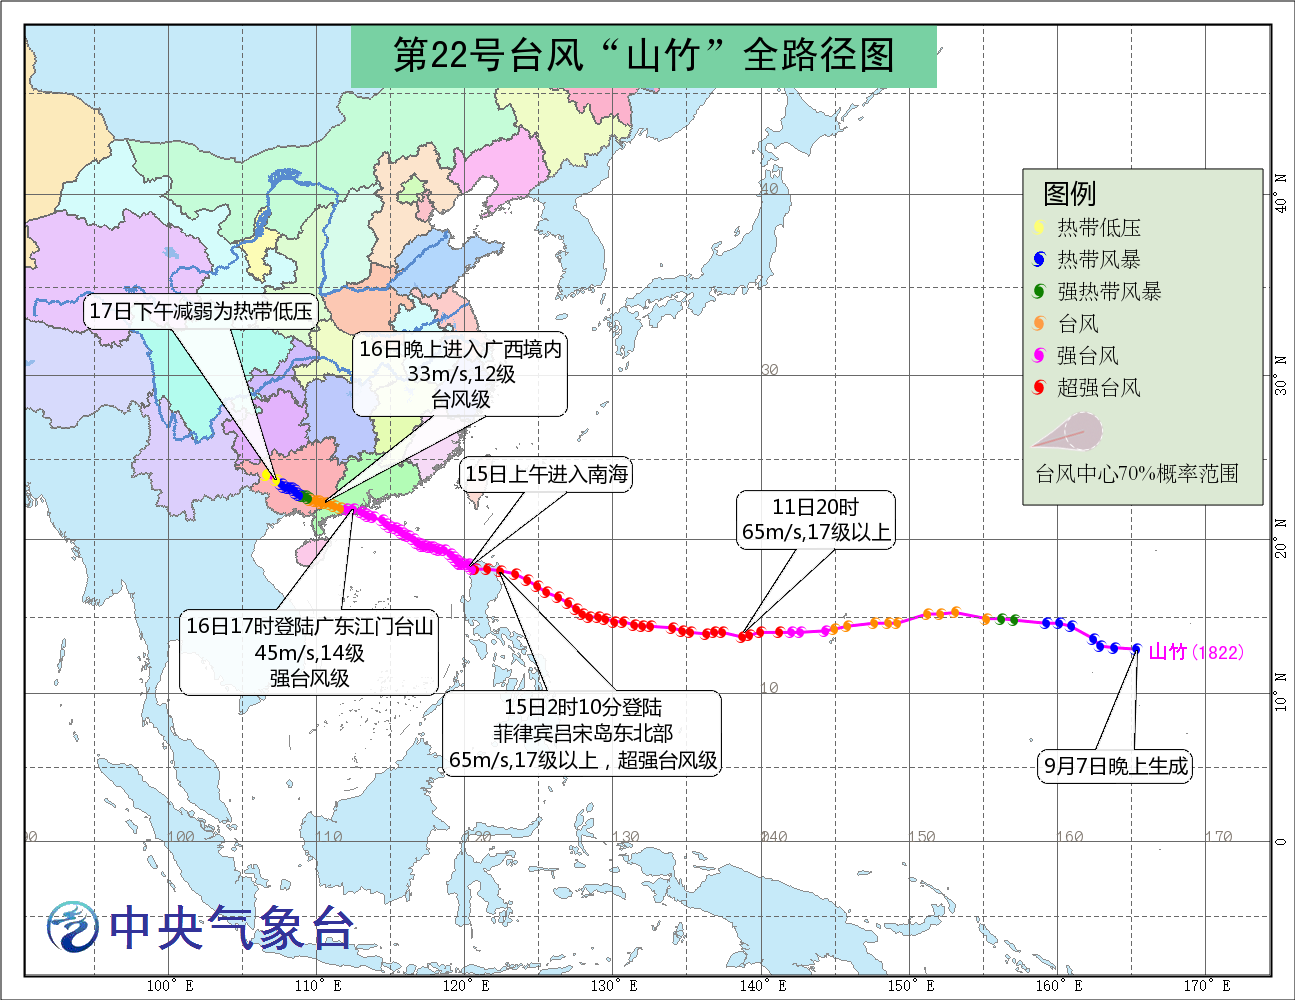 第22号台风“山竹”全路径图
图例
热带低压
热带风暴
强热带风暴
台风
强台风
超强台风
台风中心70%概率范围
17日下午减弱为热带低压
16日晚上进入广西境内
33m/s,12级
台风级
15日上午进入南海
11日20时
65m/s,17级以上
16日17时登陆广东江门台山
45m/s,14级
强台风级
15日2时10分登陆
菲律宾吕宋岛东北部
65m/s,17级以上，超强台风级
山竹(1822)
9月7日晚上生成
40
30
10
100
110
120
130
140
150
160
170
40° N
30° N
20° N
10° N
0
中央气象台
100° E
110° E
120° E
130° E
140° E
150° E
160° E
170° E